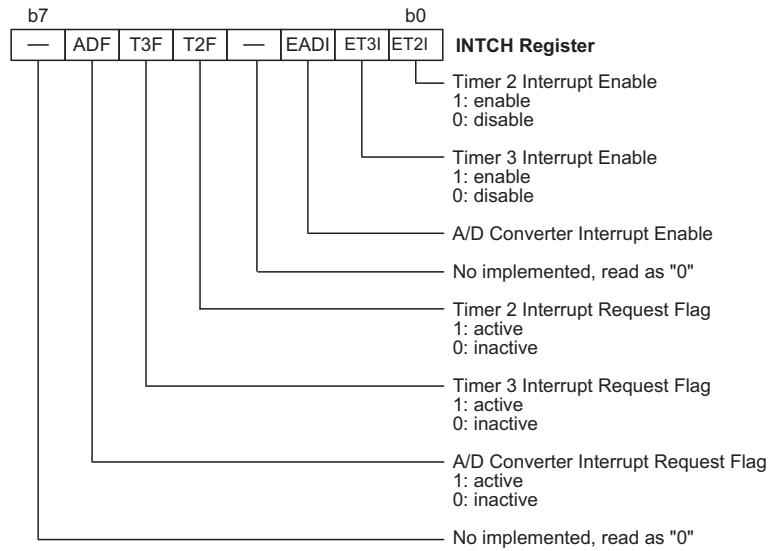 b7 b0
— ADF T3F T2F — EADI ET3I ET2I INTCH Register
Timer 2 Interrupt Enable
1: enable
0: disable
Timer 3 Interrupt Enable
1: enable
0: disable
A/D Converter Interrupt Enable
No implemented, read as "0"
Timer 2 Interrupt Request Flag
1: active
0: inactive
Timer 3 Interrupt Request Flag
1: active
0: inactive
A/D Converter Interrupt Request Flag
1: active
0: inactive
No implemented, read as "0"